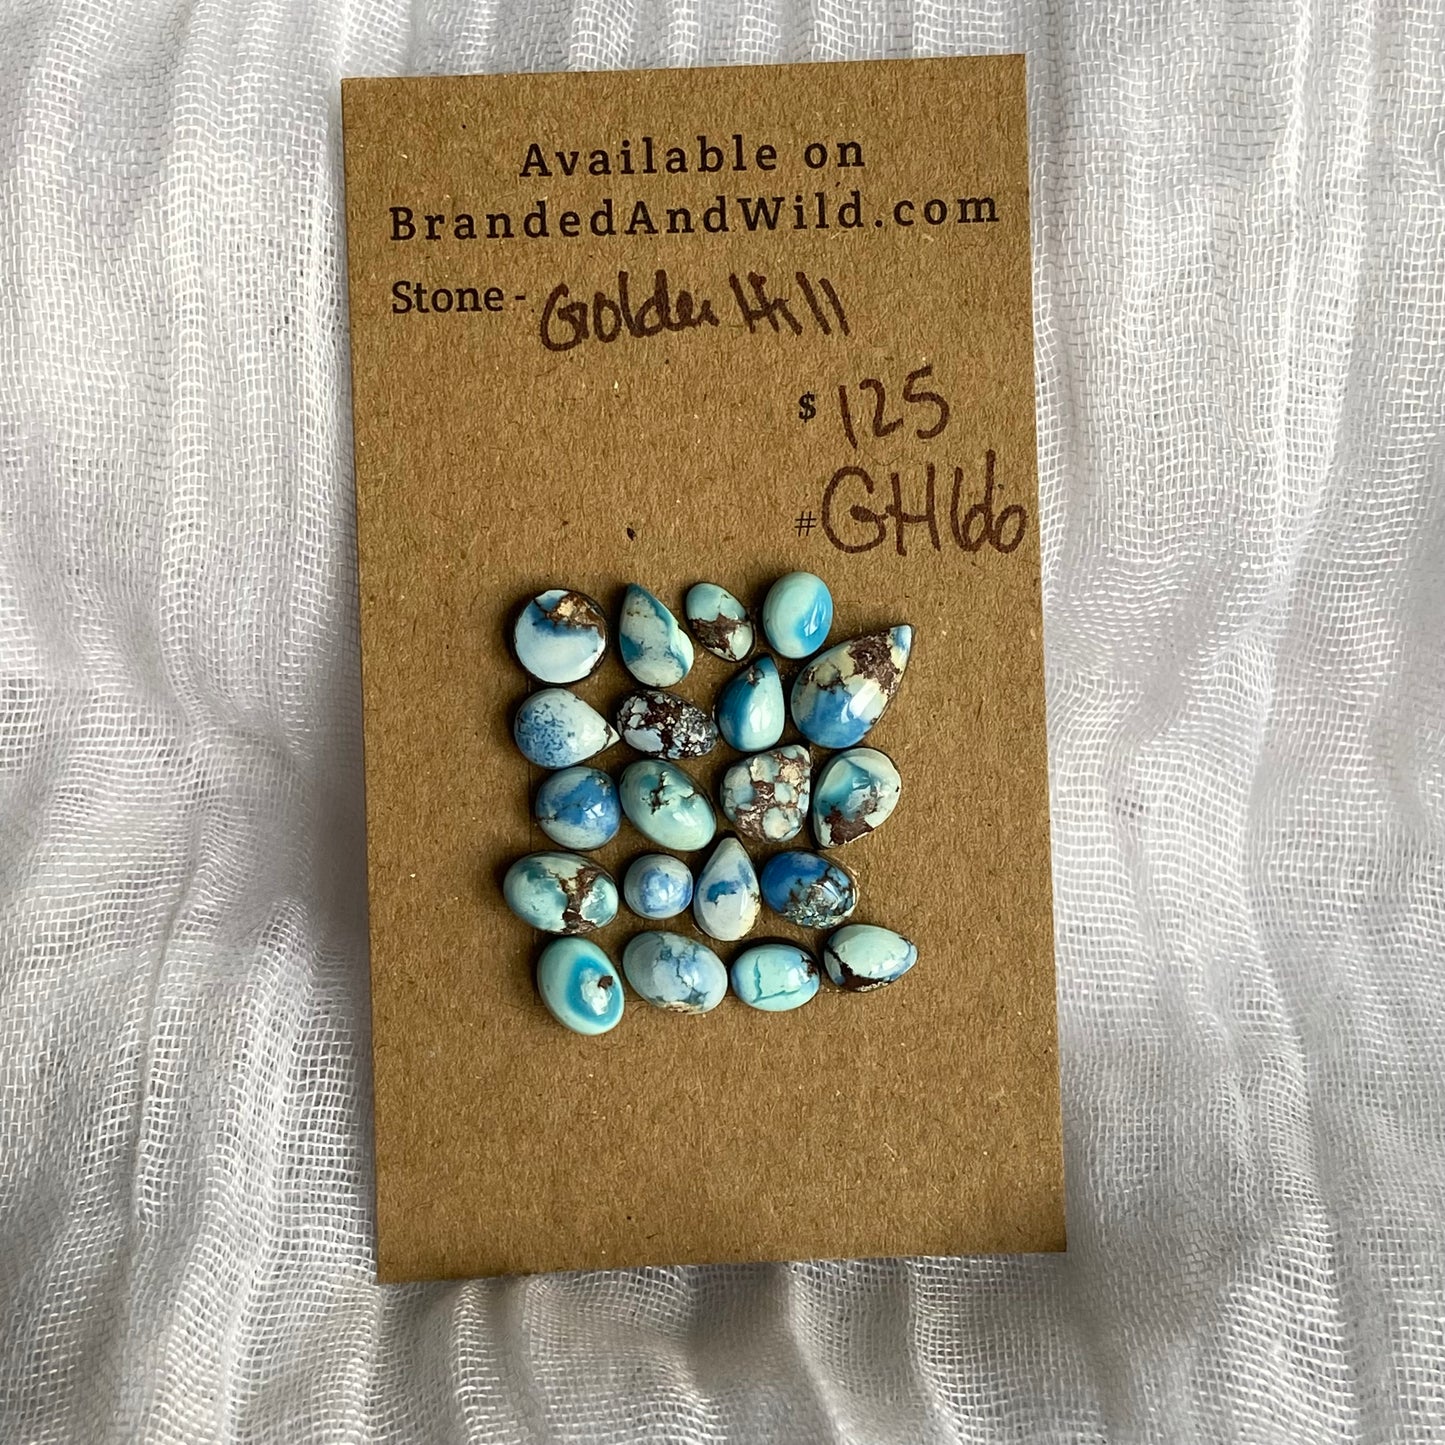 Available on
BrandedAndWild.com
Stone - Golden Hill
$ 125
# GH66